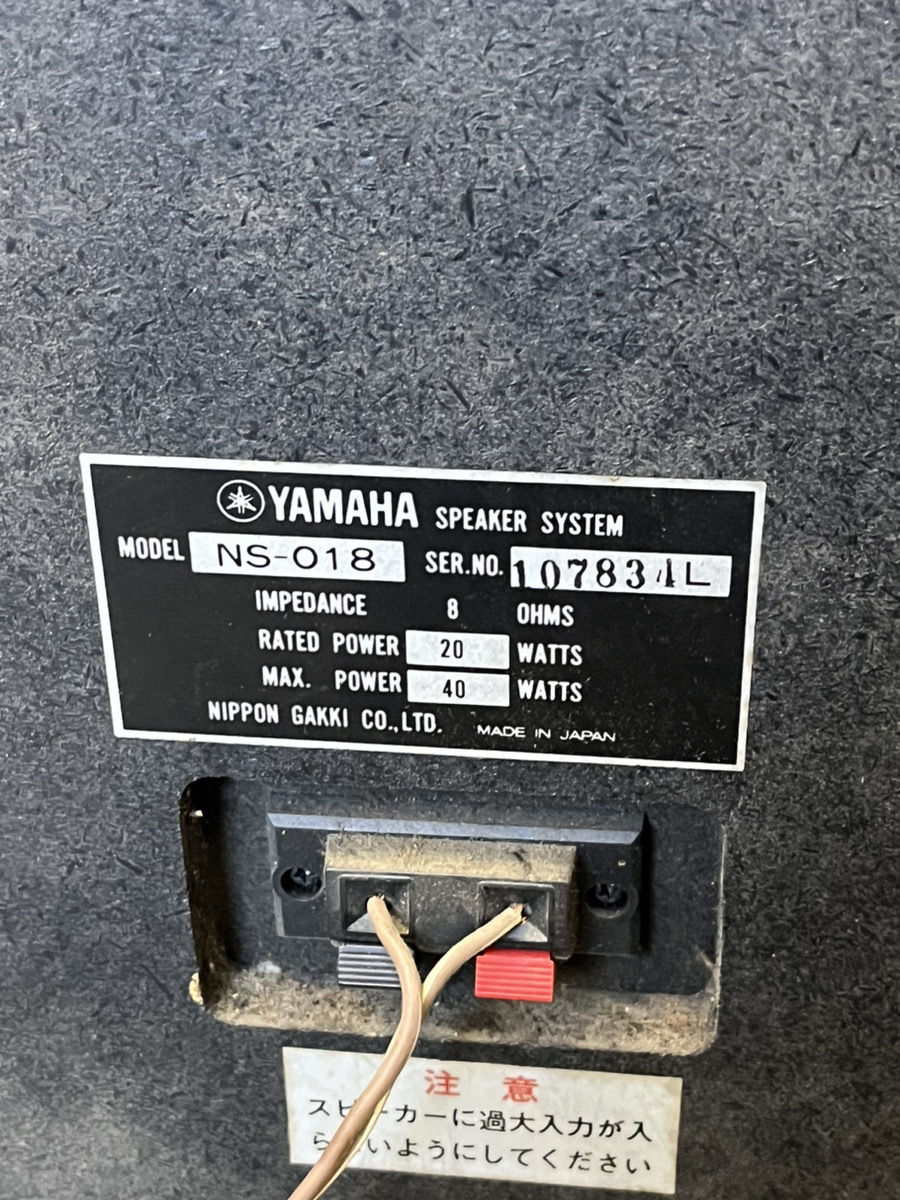 YAMAHA SPEAKER SYSTEM
MODEL NS-018 SER.NO. 107834L
IMPEDANCE 8 OHMS
RATED POWER 20 WATTS
MAX. POWER 40 WATTS
NIPPON GAKKI CO.,LTD. MADE IN JAPAN
注意
スピーカーに過大入力が入
らないようにしてください